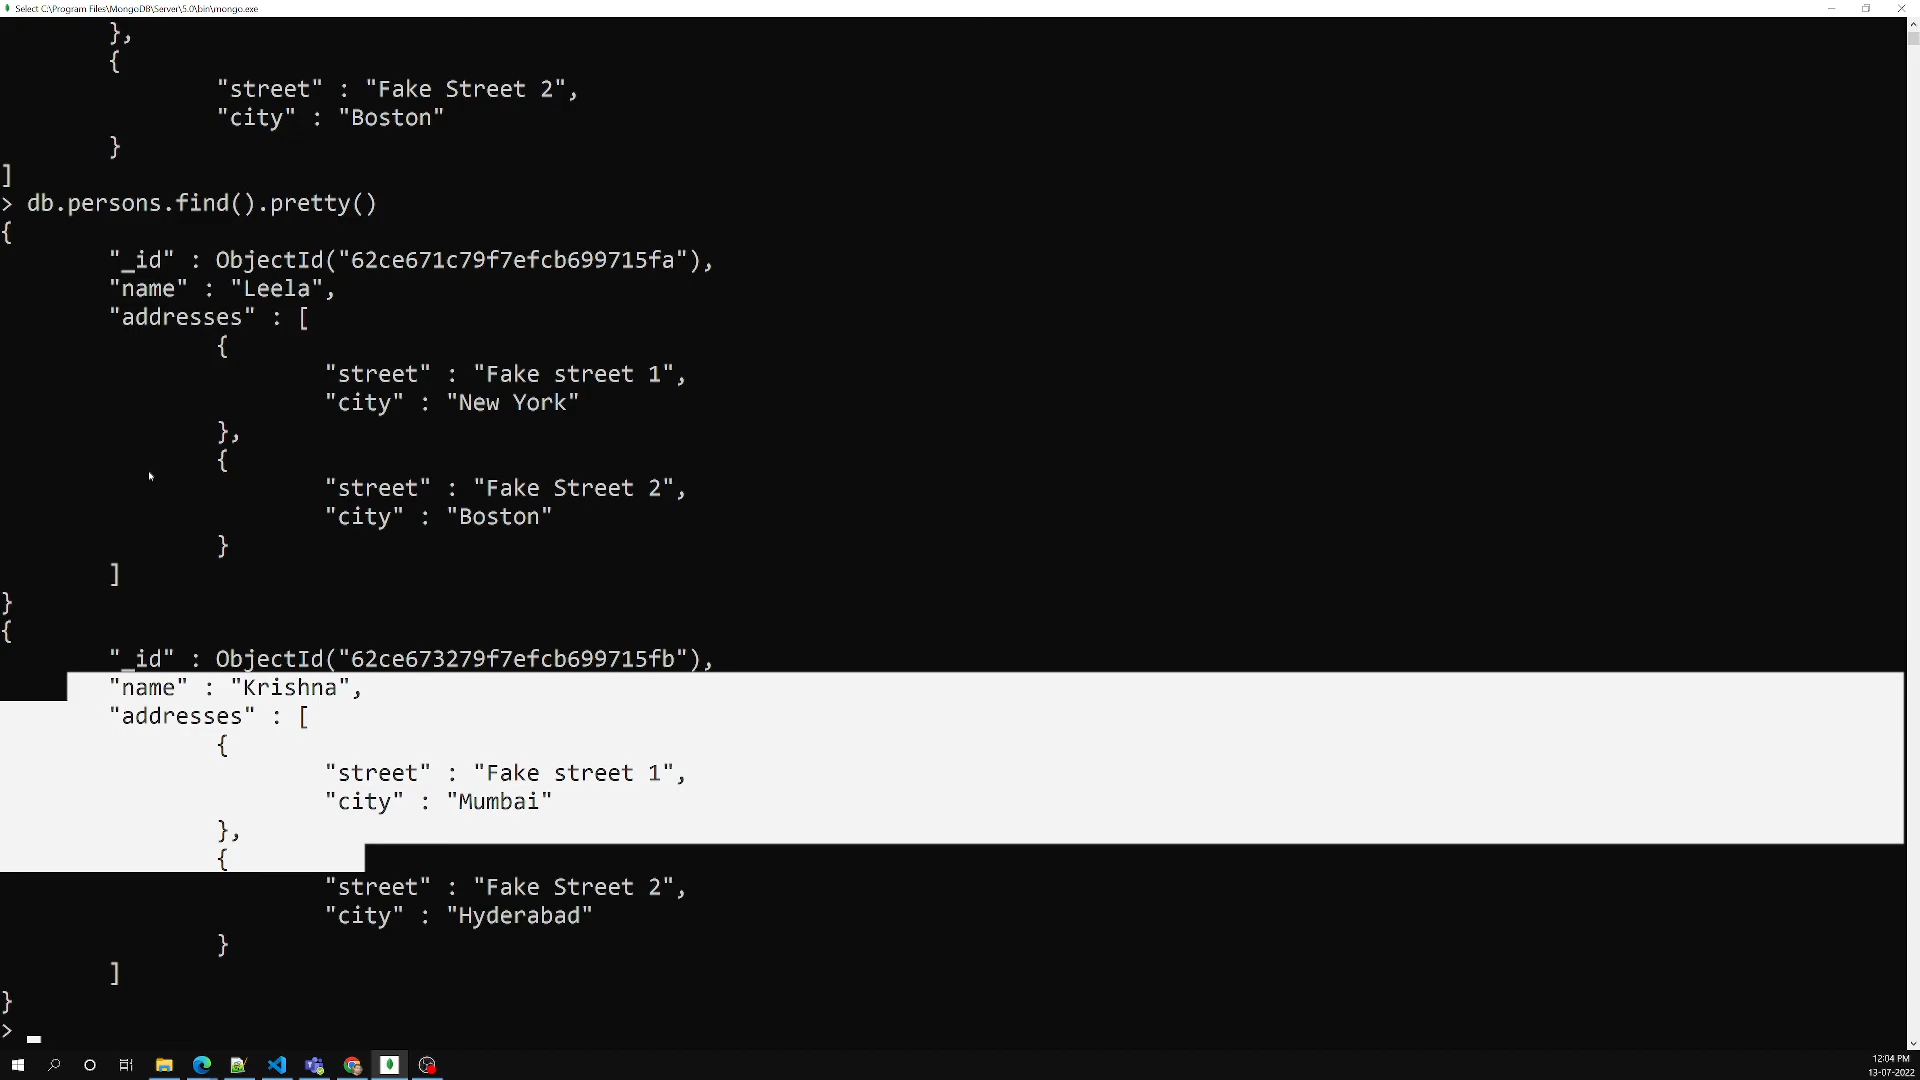 Select C:\Program Files\MongoDB\Server\5.0\bin\mongo.exe
},
{
"street" : "Fake Street 2",
"city" : "Boston"
}
]
> db.persons.find().pretty()
{
"_id" : ObjectId("62ce671c79f7efcb699715fa"),
"name" : "Leela",
"addresses" : [
{
"street" : "Fake street 1",
"city" : "New York"
},
{
"street" : "Fake Street 2",
"city" : "Boston"
}
]
}
{
"_id" : ObjectId("62ce673279f7efcb699715fb"),
"name" : "Krishna",
"addresses" : [
{
"street" : "Fake street 1",
"city" : "Mumbai"
},
{
"street" : "Fake Street 2",
"city" : "Hyderabad"
}
]
}
>
12:04 PM
13-07-2022